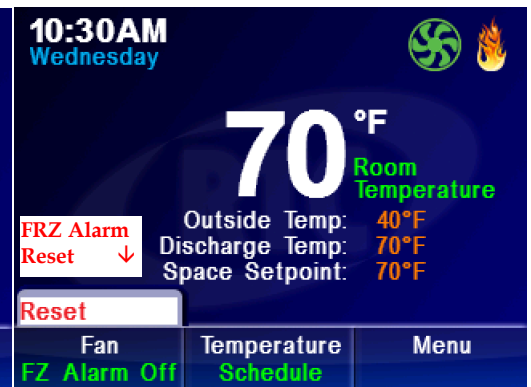 10:30AM
Wednesday
70 °F
Room
Temperature
FRZ Alarm
Reset ↓
Outside Temp: 40°F
Discharge Temp: 70°F
Space Setpoint: 70°F
Reset
Fan
FZ Alarm Off
Temperature
Schedule
Menu